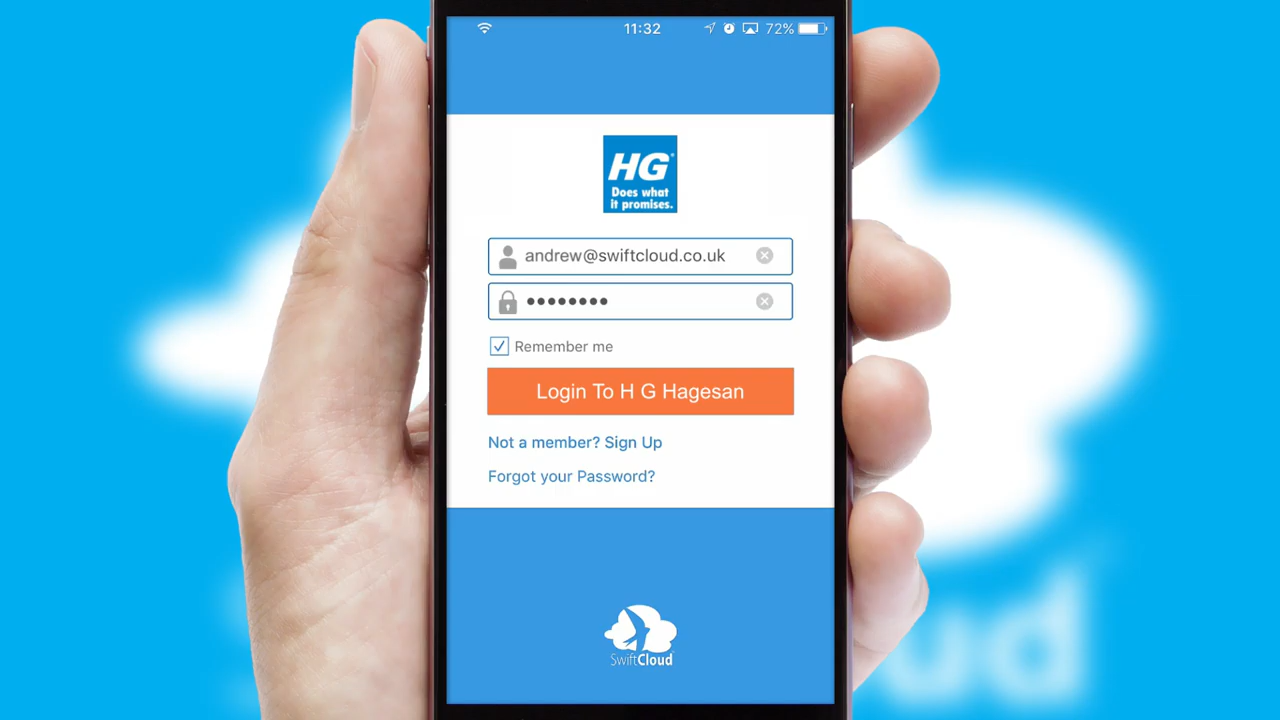 11:32
72%
HG®
Does what
it promises.
andrew@swiftcloud.co.uk
••••••••
Remember me
Login To H G Hagesan
Not a member? Sign Up
Forgot your Password?
SwiftCloud
ud